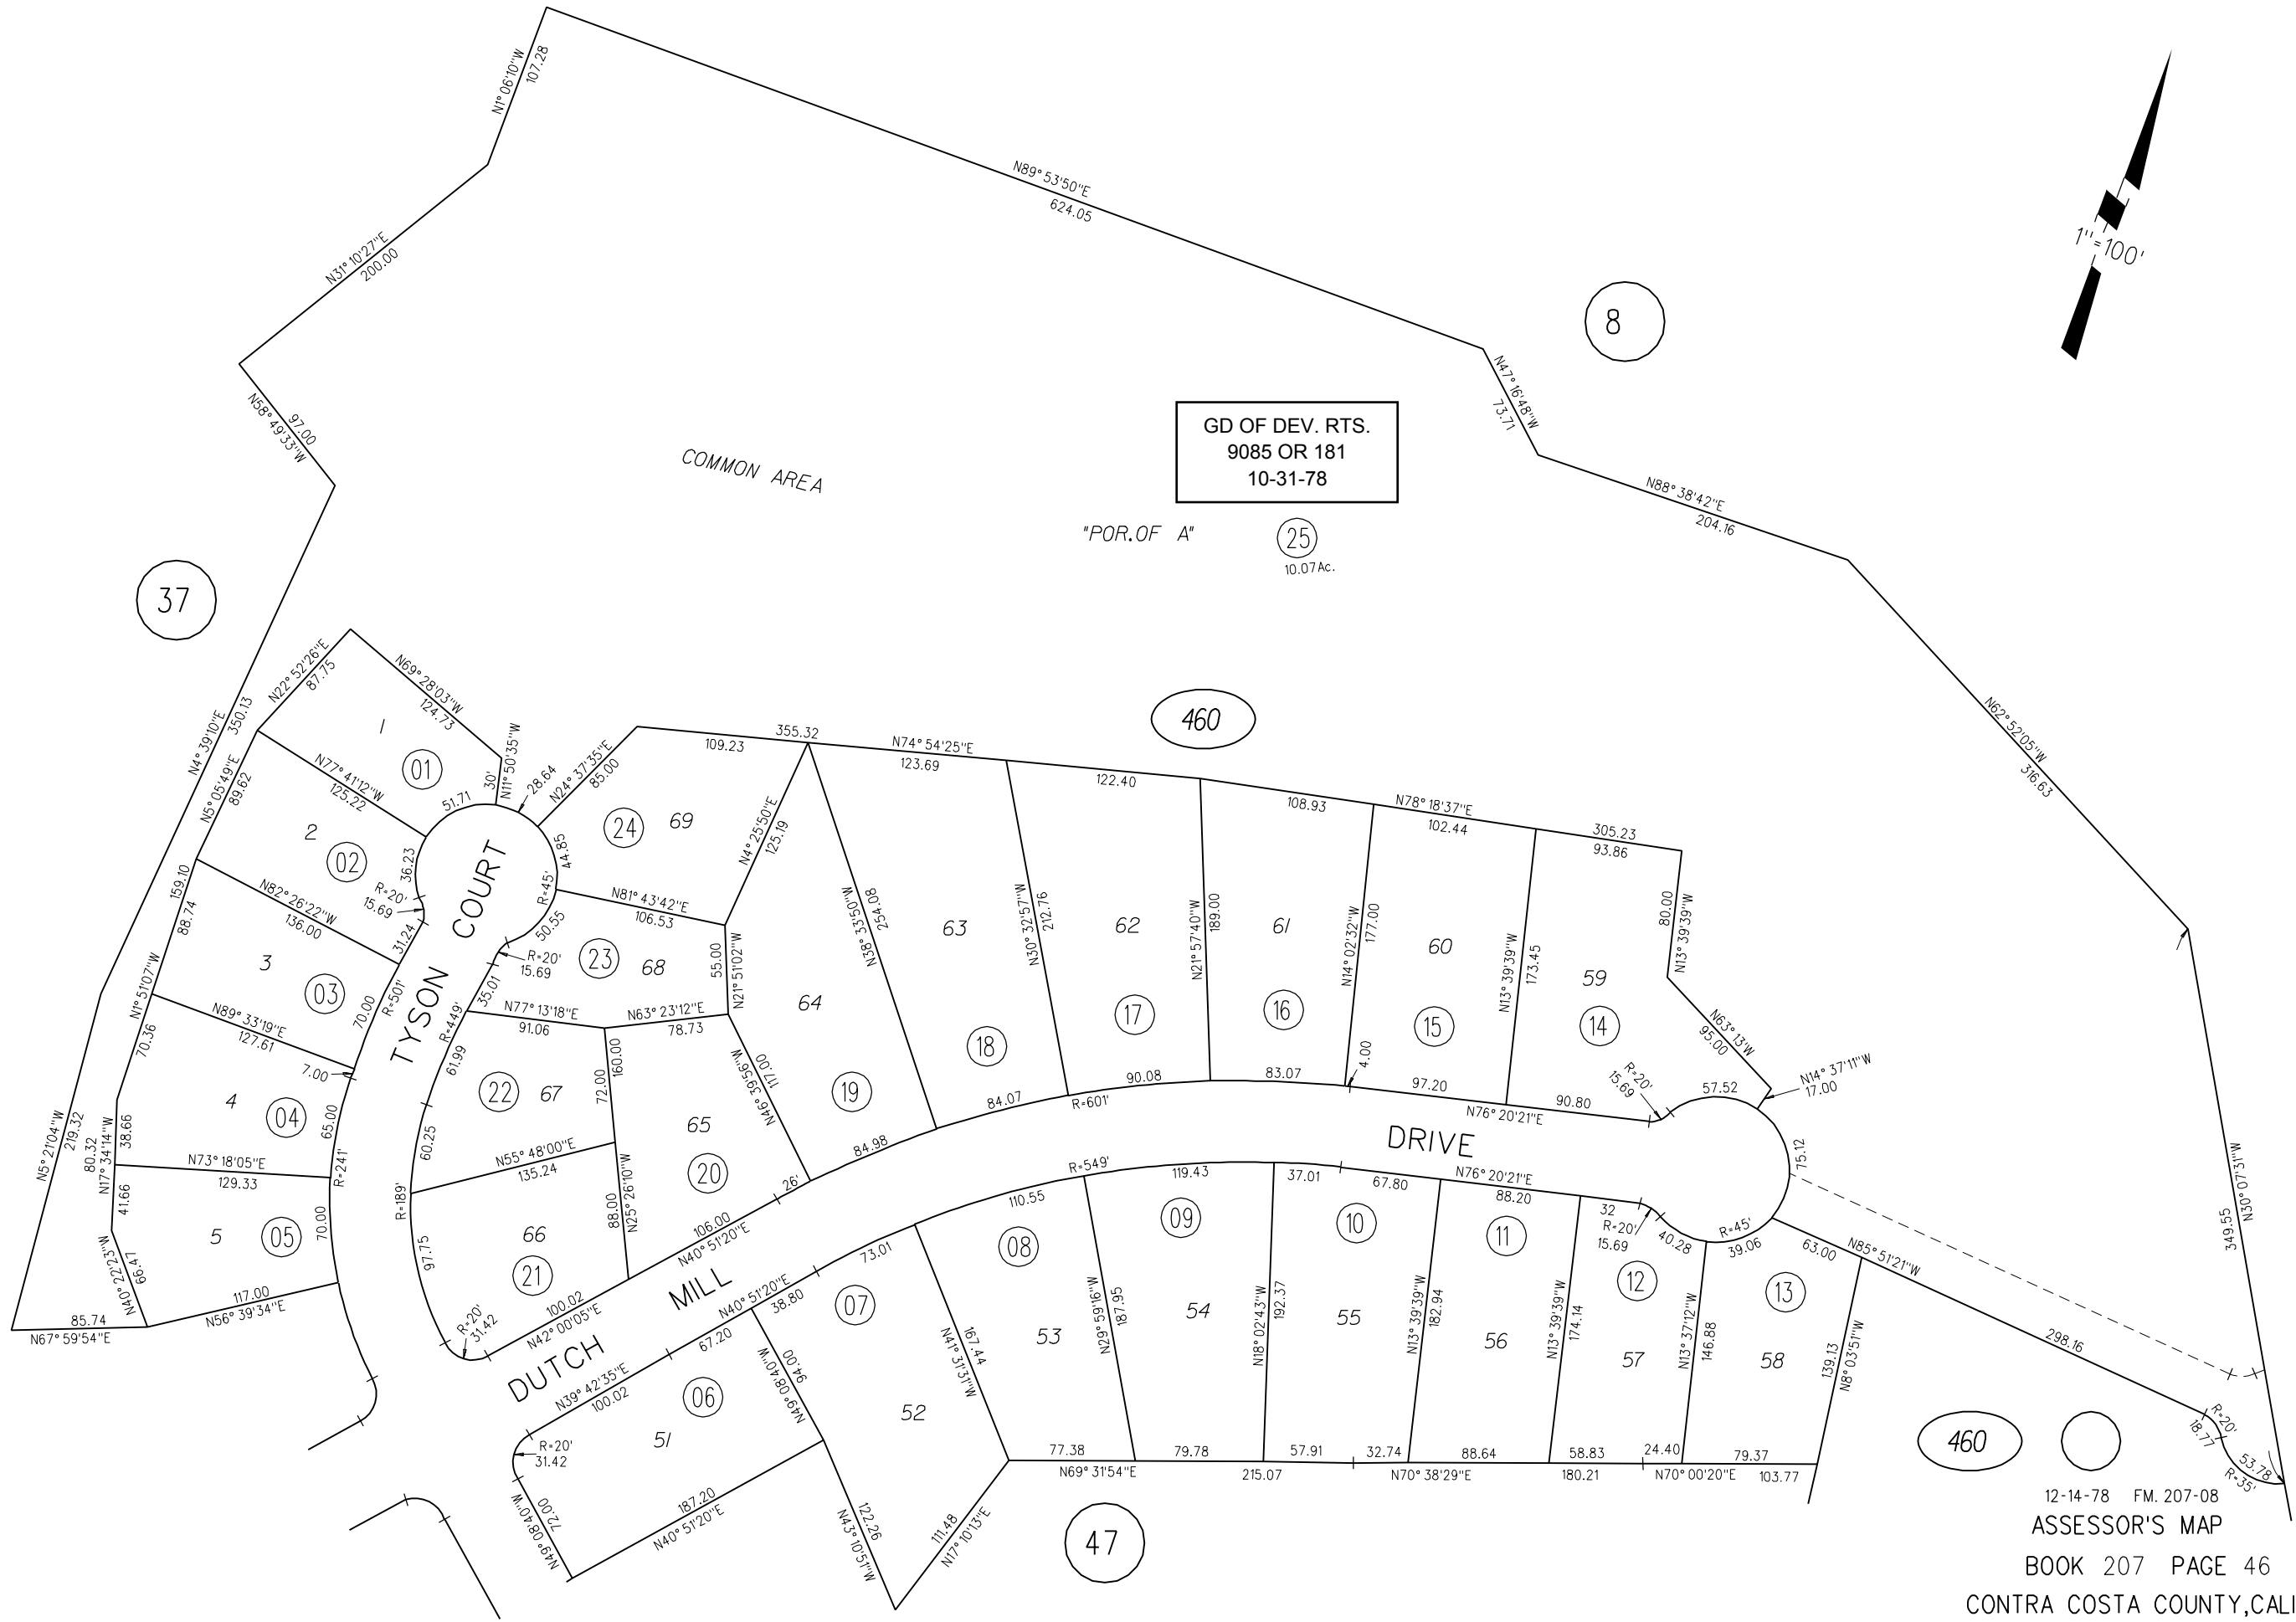 N1°06'10"W
107.28
N89°53'50"E
624.05
1"=100'
N31°10'27"E
200.00
8
N47°16'48"W
73.71
97.00
N58°49'33"W
GD OF DEV. RTS.
9085 OR 181
10-31-78
COMMON AREA
N88°38'42"E
204.16
"POR.OF A"
25
10.07Ac.
37
N4°39'10"E
350.13
N22°52'26"E
87.75
N69°28'03"W
124.73
460
N62°52'05"W
316.63
1
01
30'
N11°50'35"W
28.64
N24°37'35"E
85.00
109.23
355.32
N74°54'25"E
123.69
122.40
108.93
N78°18'37"E
102.44
305.23
93.86
N5°05'49"E
89.62
N77°41'12"W
125.22
51.71
2
02
36.23
R=20'
15.69
44.85
R=45'
50.55
24
69
N4°25'50"E
125.19
159.10
88.74
N82°26'22"W
136.00
31.24
N81°43'42"E
106.53
R=20'
15.69
23
68
55.00
N21°51'02"W
N38°33'50"W
254.08
63
18
N30°32'57"W
212.76
62
17
N21°57'40"W
189.00
61
16
N14°02'32"W
177.00
4.00
60
15
N13°39'39"W
173.45
59
14
80.00
N13°39'39"W
N63°13'W
95.00
N14°37'11"W
17.00
3
03
N1°51'07"W
70.36
N89°33'19"E
127.61
7.00
70.00
R=501'
TYSON COURT
R=449'
35.01
61.99
N77°13'18"E
91.06
N63°23'12"E
78.73
64
19
N46°39'56"W
117.00
22
67
72.00
160.00
65
20
4
04
65.00
N5°21'04"W
219.32
80.32
N17°34'14"W
38.66
41.66
N73°18'05"E
129.33
R=241'
70.00
5
05
N40°22'23"W
66.47
117.00
N56°39'34"E
85.74
N67°59'54"E
60.25
R=189'
97.75
N55°48'00"E
135.24
66
21
88.00
N25°26'10"W
R=20'
31.42
100.02
N42°00'05"E
106.00
N40°51'20"E
26'
84.98
84.07
R=601'
90.08
83.07
97.20
N76°20'21"E
90.80
R=20'
15.69
57.52
75.12
DUTCH MILL DRIVE
N39°42'35"E
100.02
67.20
N40°51'20"E
38.80
73.01
110.55
R=549'
119.43
37.01
67.80
N76°20'21"E
88.20
32
R=20'
15.69
40.28
R=45'
39.06
63.00
N85°51'21"W
298.16
N30°07'31"W
349.55
R=20'
31.42
06
51
N49°08'40"W
72.00
187.20
N40°51'20"E
N49°08'40"W
94.00
07
52
N43°10'51"W
122.26
N41°31'31"W
167.44
111.48
N17°10'13"E
08
53
N29°59'16"W
187.95
09
54
N18°02'43"W
192.37
10
55
N13°39'39"W
182.94
11
56
N13°39'39"W
174.14
12
57
N13°37'12"W
146.88
13
58
139.13
N8°03'51"W
77.38
N69°31'54"E
79.78
215.07
57.91
32.74
N70°38'29"E
88.64
58.83
180.21
24.40
N70°00'20"E
79.37
103.77
47
460
R=20'
18.77
53.78
R=35'
12-14-78 FM. 207-08
ASSESSOR'S MAP
BOOK 207 PAGE 46
CONTRA COSTA COUNTY,CALI